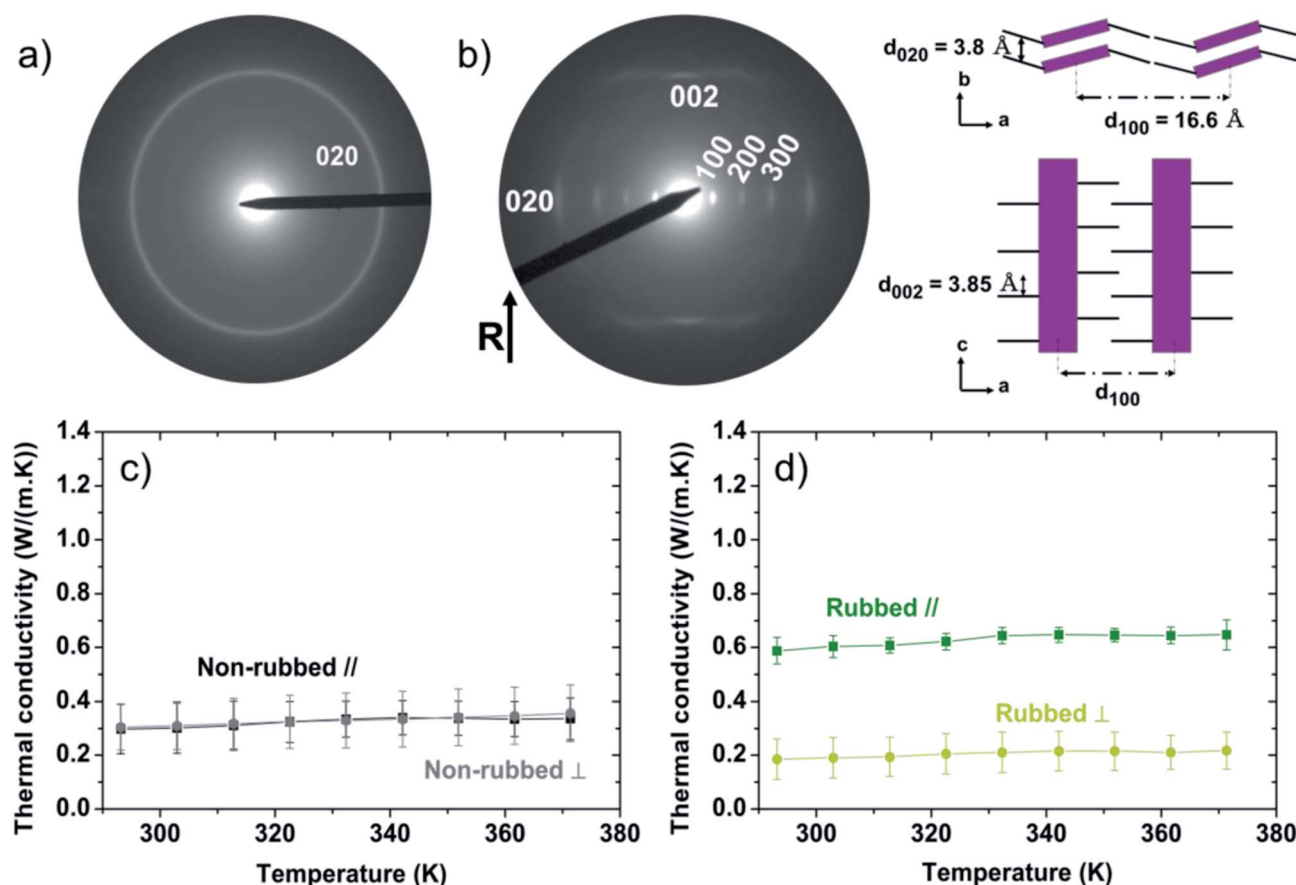 a)
020
b)
002
100
200
300
020
R
d020 = 3.8 Å
b
a
d100 = 16.6 Å
d002 = 3.85 Å
c
a
d100
c)
Thermal conductivity (W/(m.K))
1.4
1.2
1.0
0.8
0.6
0.4
0.2
0.0
Non-rubbed //
Non-rubbed ⊥
300 320 340 360 380
Temperature (K)
d)
Thermal conductivity (W/(m.K))
1.4
1.2
1.0
0.8
0.6
0.4
0.2
0.0
Rubbed //
Rubbed ⊥
300 320 340 360 380
Temperature (K)